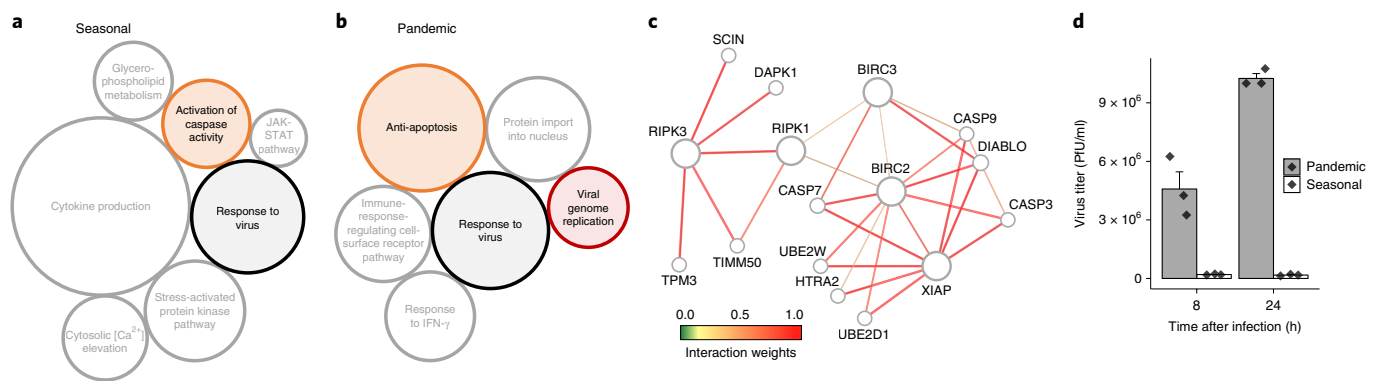 a
Seasonal
Glycero-
phospholipid
metabolism
Activation of
caspase
activity
JAK-
STAT
pathway
Cytokine production
Response to
virus
Stress-activated
protein kinase
pathway
Cytosolic [Ca2+]
elevation
b
Pandemic
Anti-apoptosis
Protein import
into nucleus
Viral
genome
replication
Immune-
response-
regulating cell-
surface receptor
pathway
Response to
virus
Response
to IFN-γ
c
SCIN
DAPK1
BIRC3
RIPK3
RIPK1
CASP9
DIABLO
BIRC2
CASP7
CASP3
UBE2W
HTRA2
XIAP
TPM3
TIMM50
UBE2D1
0.0 0.5 1.0
Interaction weights
d
Virus titer (PfU/ml)
9 × 10⁶
6 × 10⁶
3 × 10⁶
0
8 24
Time after infection (h)
Pandemic
Seasonal